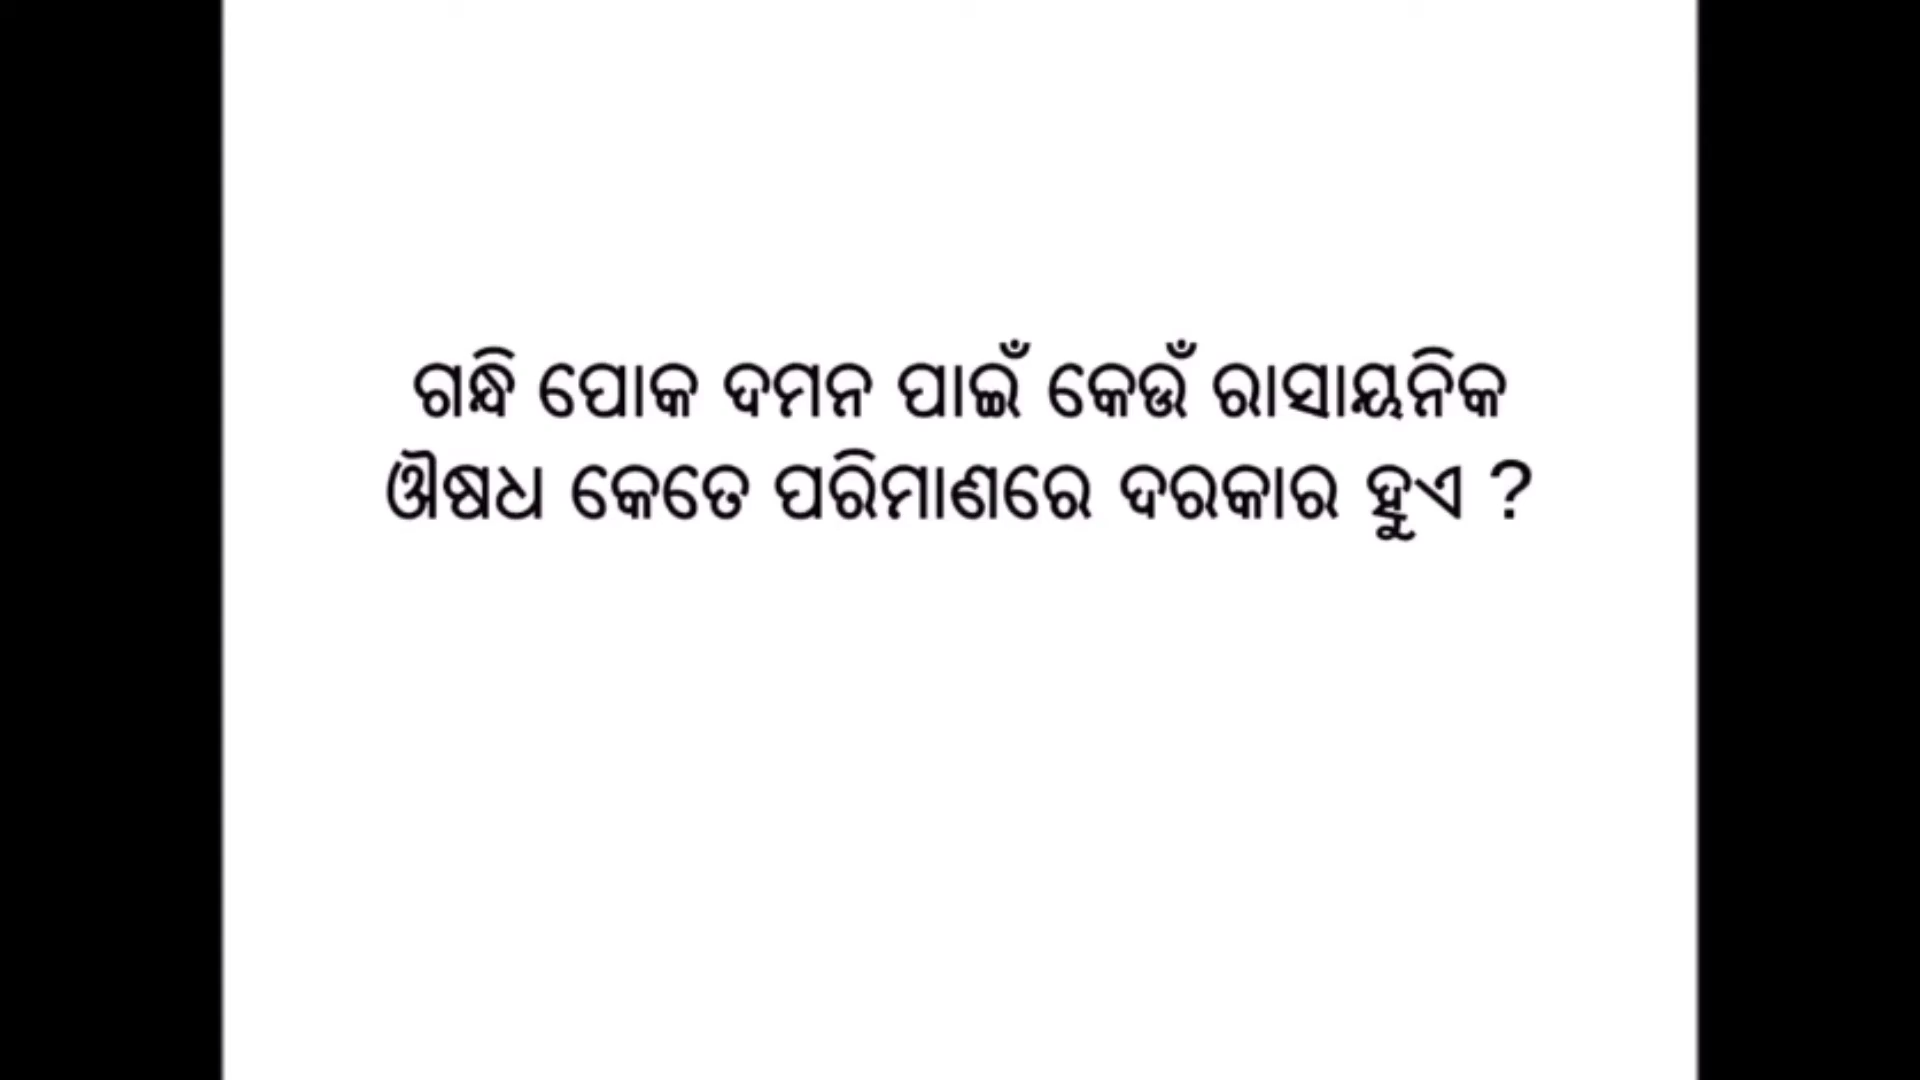 ଗନ୍ଧି ପୋକ ଦମନ ପାଇଁ କେଉଁ ରାସାୟନିକ
ଔଷଧ କେତେ ପରିମାଣରେ ଦରକାର ହୁଏ ?